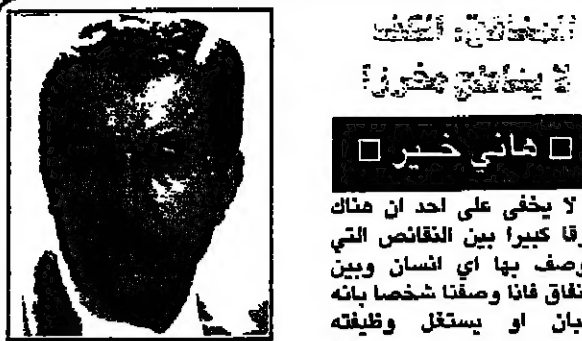 □ هاني خير □
لا يخفى على احد ان هناك
رقا كبيرا بين النقائص التي
وصف بها اي انسان وبين
نفاق فاذا وصفنا شخصا بانه
بان او يستغل وظيفته